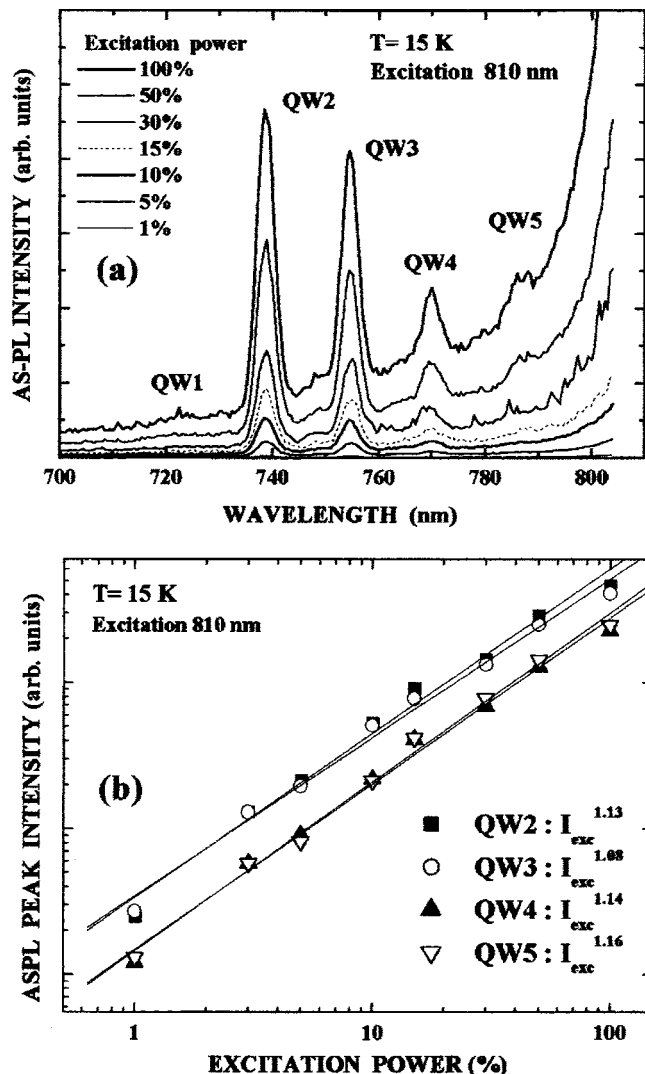 Excitation power
100%
50%
30%
15%
10%
5%
1%
T= 15 K
Excitation 810 nm
QW2
QW3
QW5
QW4
(a)
QW1
AS-PL INTENSITY (arb. units)
700 720 740 760 780 800
WAVELENGTH (nm)
T= 15 K
Excitation 810 nm
(b)
QW2 : I_exc^1.13
QW3 : I_exc^1.08
QW4 : I_exc^1.14
QW5 : I_exc^1.16
ASPL PEAK INTENSITY (arb. units)
1 10 100
EXCITATION POWER (%)